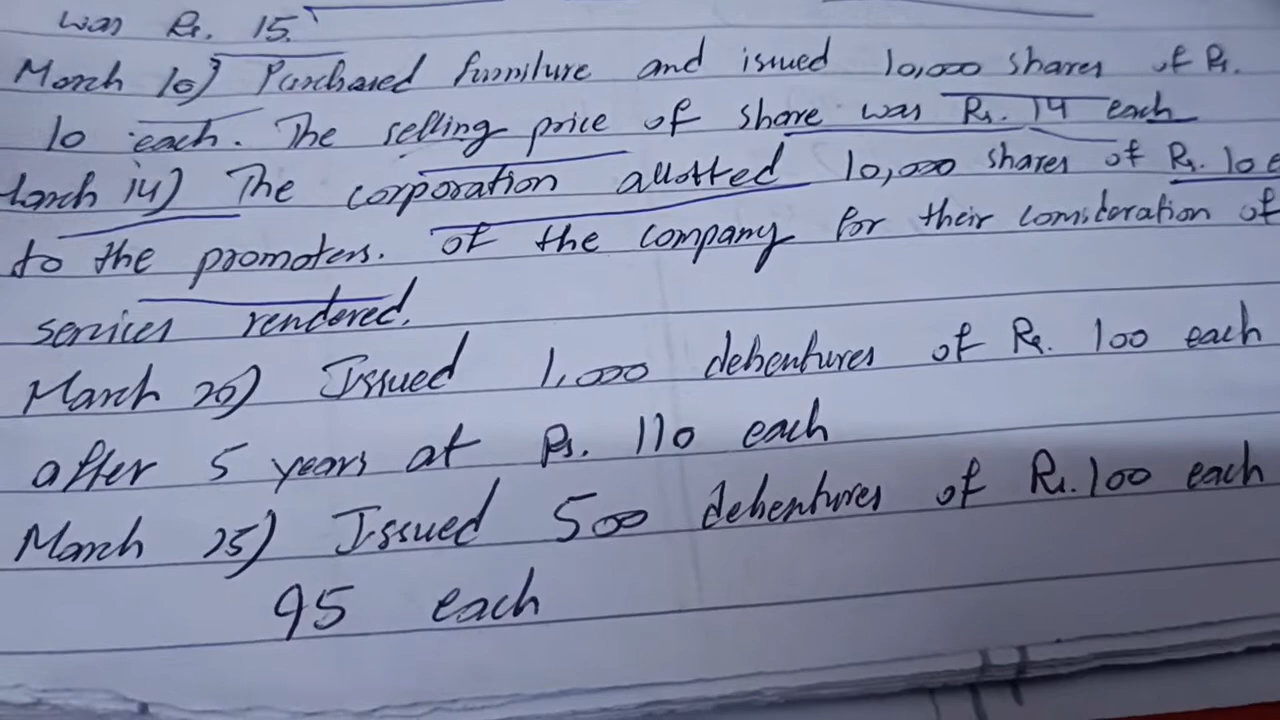 was Rs. 15.
March 10) Purchased furniture and issued 10,000 shares of Rs.
10 each. The selling price of share was Rs. 14 each
March 14) The corporation allotted 10,000 shares of Rs. 10 e
to the promoters. of the company for their consideration of
services rendered.
March 20) Issued 1,000 debentures of Rs. 100 each
after 5 years at Rs. 110 each
March 25) Issued 500 debentures of Rs. 100 each
95 each